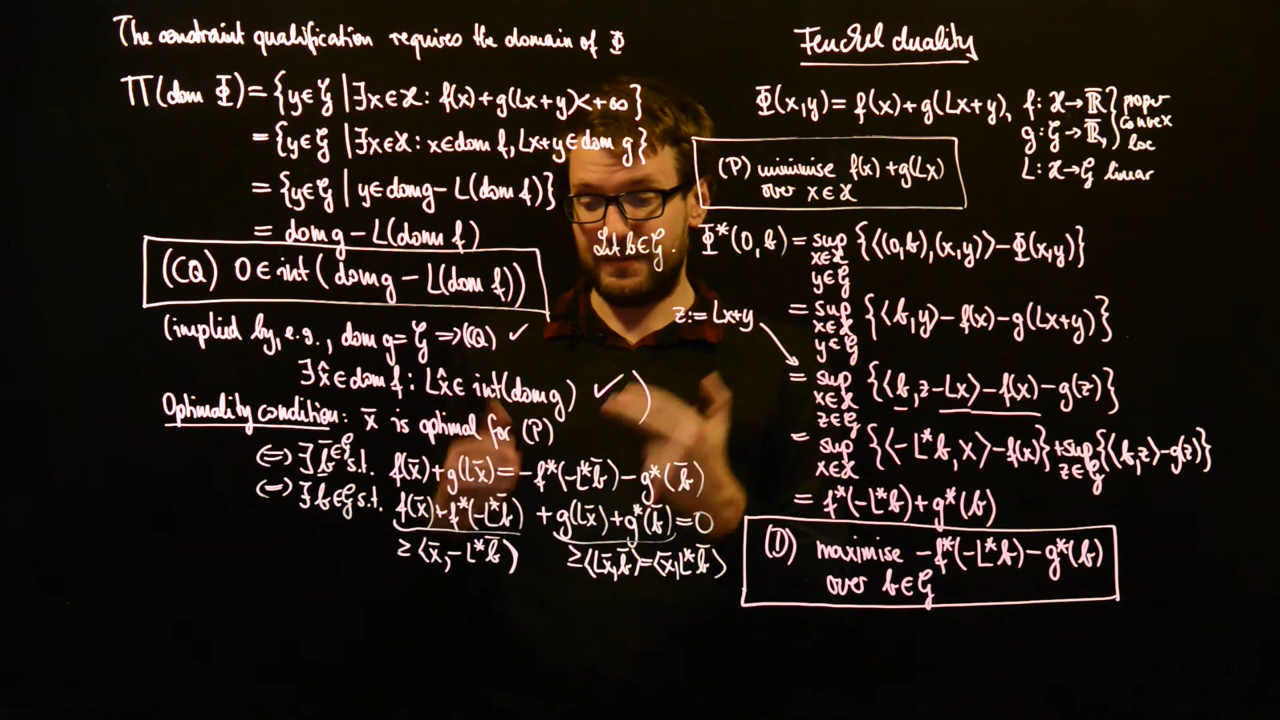 The constraint qualification requires the domain of Φ
Π(dom Φ) = {y∈G | ∃x∈X: f(x)+g(Lx+y)<+∞}
= {y∈G | ∃x∈X: x∈dom f, Lx+y∈dom g}
= {y∈G | y∈dom g − L(dom f)}
= dom g − L(dom f)
(CQ) 0∈int(dom g − L(dom f))
(implied by, e.g., dom g = G ⇒ (CQ) ✓
∃x̂∈dom f: Lx̂∈int(dom g) ✓ )
Optimality condition: x̄ is optimal for (P)
⇔ ∃b̄∈G s.t. f(x̄)+g(Lx̄) = −f*(−L*b̄) − g*(b̄)
⇔ ∃b̄∈G s.t. f(x̄)+f*(−L*b̄) + g(Lx̄)+g*(b̄) = 0
≥⟨x̄,−L*b̄⟩ ≥⟨Lx̄,b̄⟩=⟨x̄,L*b̄⟩
Fenchel duality
Φ(x,y) = f(x)+g(Lx+y), f: X→R̄ } proper
g: G→R̄, } convex
lsc
L: X→G linear
(P) minimise f(x)+g(Lx)
over x∈X
Let b∈G. Φ*(0,b) = sup {⟨(0,b),(x,y)⟩ − Φ(x,y)}
x∈X
y∈G
z:= Lx+y
= sup {⟨b,y⟩ − f(x) − g(Lx+y)}
x∈X
y∈G
= sup {⟨b,z−Lx⟩ − f(x) − g(z)}
x∈X
z∈G
= sup {⟨−L*b,x⟩ − f(x)} + sup {⟨b,z⟩ − g(z)}
x∈X z∈G
= f*(−L*b) + g*(b)
(D) maximise −f*(−L*b) − g*(b)
over b∈G